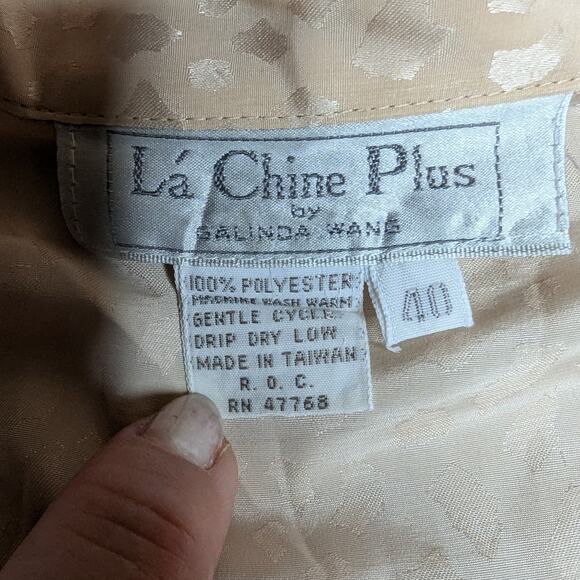 Lá Chine Plus
by
SALINDA WANG
100% POLYESTER
MACHINE WASH WARM
GENTLE CYCLE
DRIP DRY LOW
MADE IN TAIWAN
R. O. C.
RN 47768
40